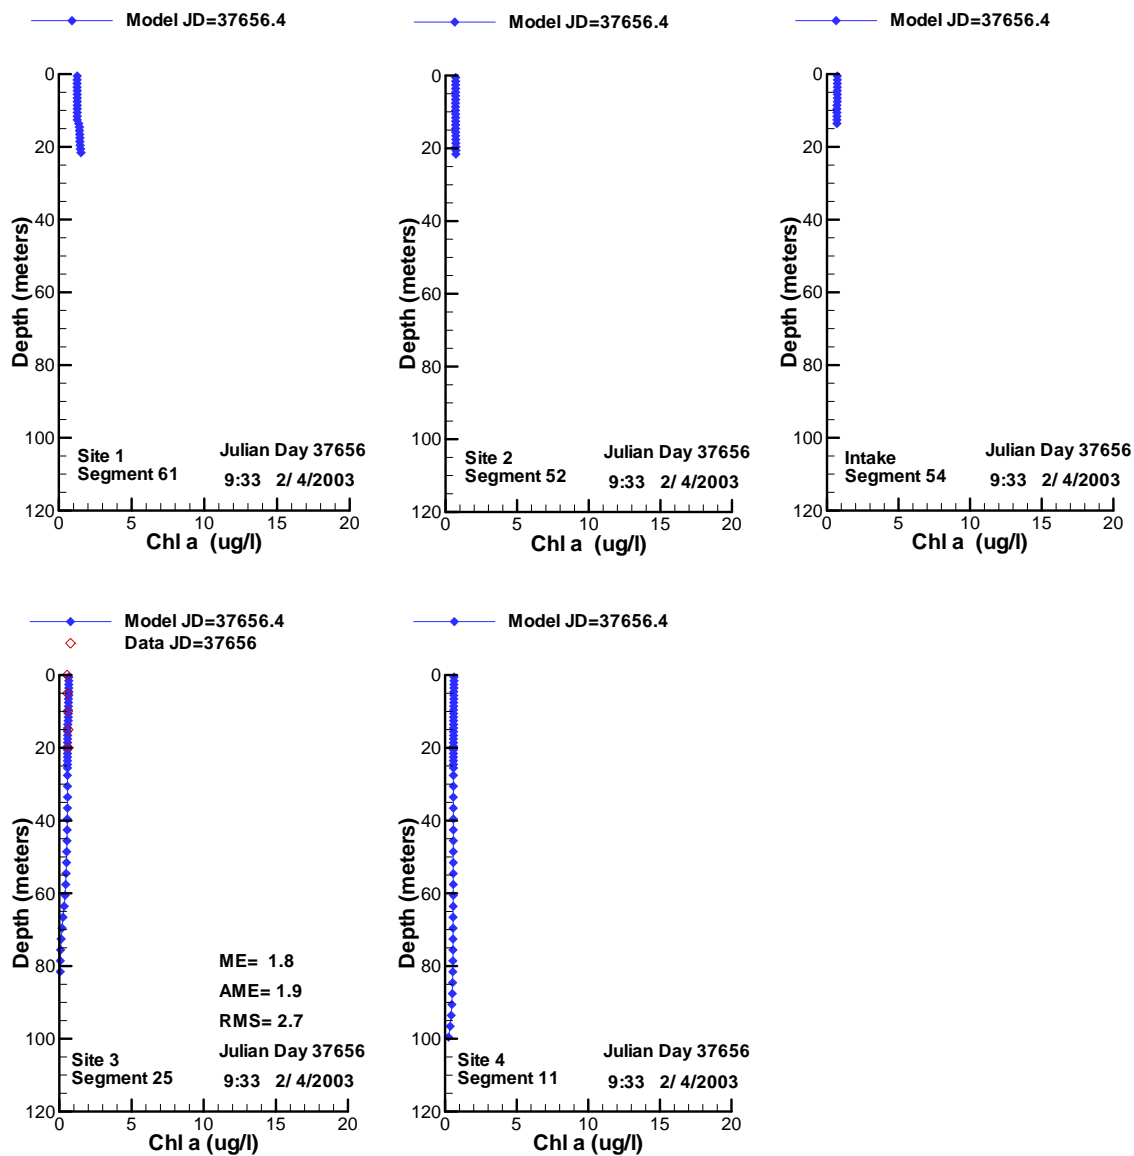 Model JD=37656.4
0
20
40
60
80
100
120
Depth (meters)
Site 1
Segment 61
Julian Day 37656
9:33 2/ 4/2003
0 5 10 15 20
Chl a (ug/l)
Model JD=37656.4
0
20
40
60
80
100
120
Depth (meters)
Site 2
Segment 52
Julian Day 37656
9:33 2/ 4/2003
0 5 10 15 20
Chl a (ug/l)
Model JD=37656.4
0
20
40
60
80
100
120
Depth (meters)
Intake
Segment 54
Julian Day 37656
9:33 2/ 4/2003
0 5 10 15 20
Chl a (ug/l)
Model JD=37656.4
Data JD=37656
0
20
40
60
80
100
120
Depth (meters)
ME= 1.8
AME= 1.9
RMS= 2.7
Site 3
Segment 25
Julian Day 37656
9:33 2/ 4/2003
0 5 10 15 20
Chl a (ug/l)
Model JD=37656.4
0
20
40
60
80
100
120
Depth (meters)
Site 4
Segment 11
Julian Day 37656
9:33 2/ 4/2003
0 5 10 15 20
Chl a (ug/l)